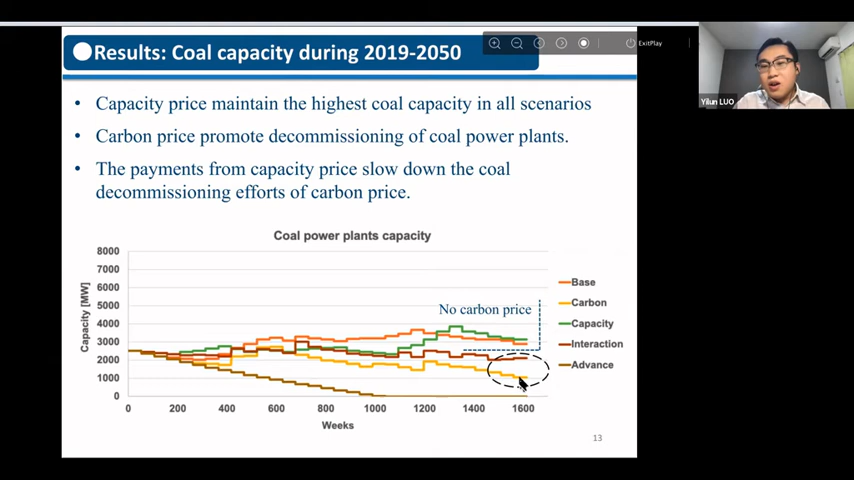 Results: Coal capacity during 2019-2050
ExitPlay
Yilun LUO
• Capacity price maintain the highest coal capacity in all scenarios
• Carbon price promote decommissioning of coal power plants.
• The payments from capacity price slow down the coal
decommissioning efforts of carbon price.
Coal power plants capacity
Capacity [MW]
8000
7000
6000
5000
4000
3000
2000
1000
0
No carbon price
Base
Carbon
Capacity
Interaction
Advance
0 200 400 600 800 1000 1200 1400 1600
Weeks
13